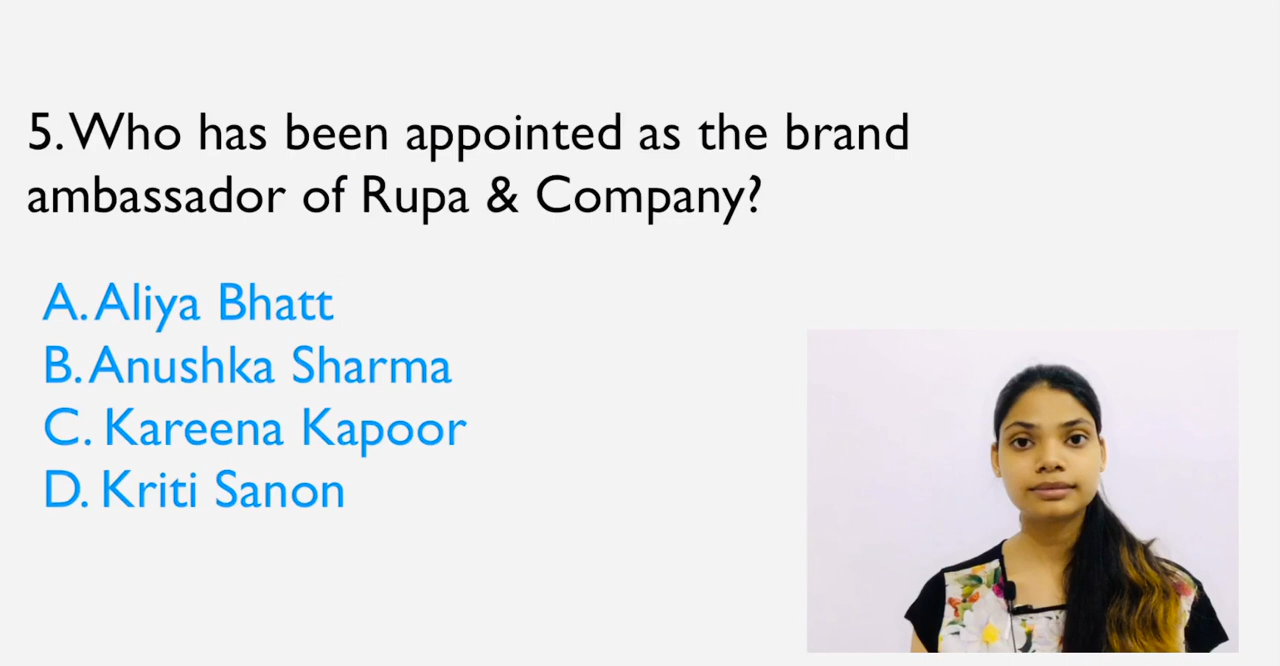 5. Who has been appointed as the brand
ambassador of Rupa & Company?
A. Aliya Bhatt
B. Anushka Sharma
C. Kareena Kapoor
D. Kriti Sanon